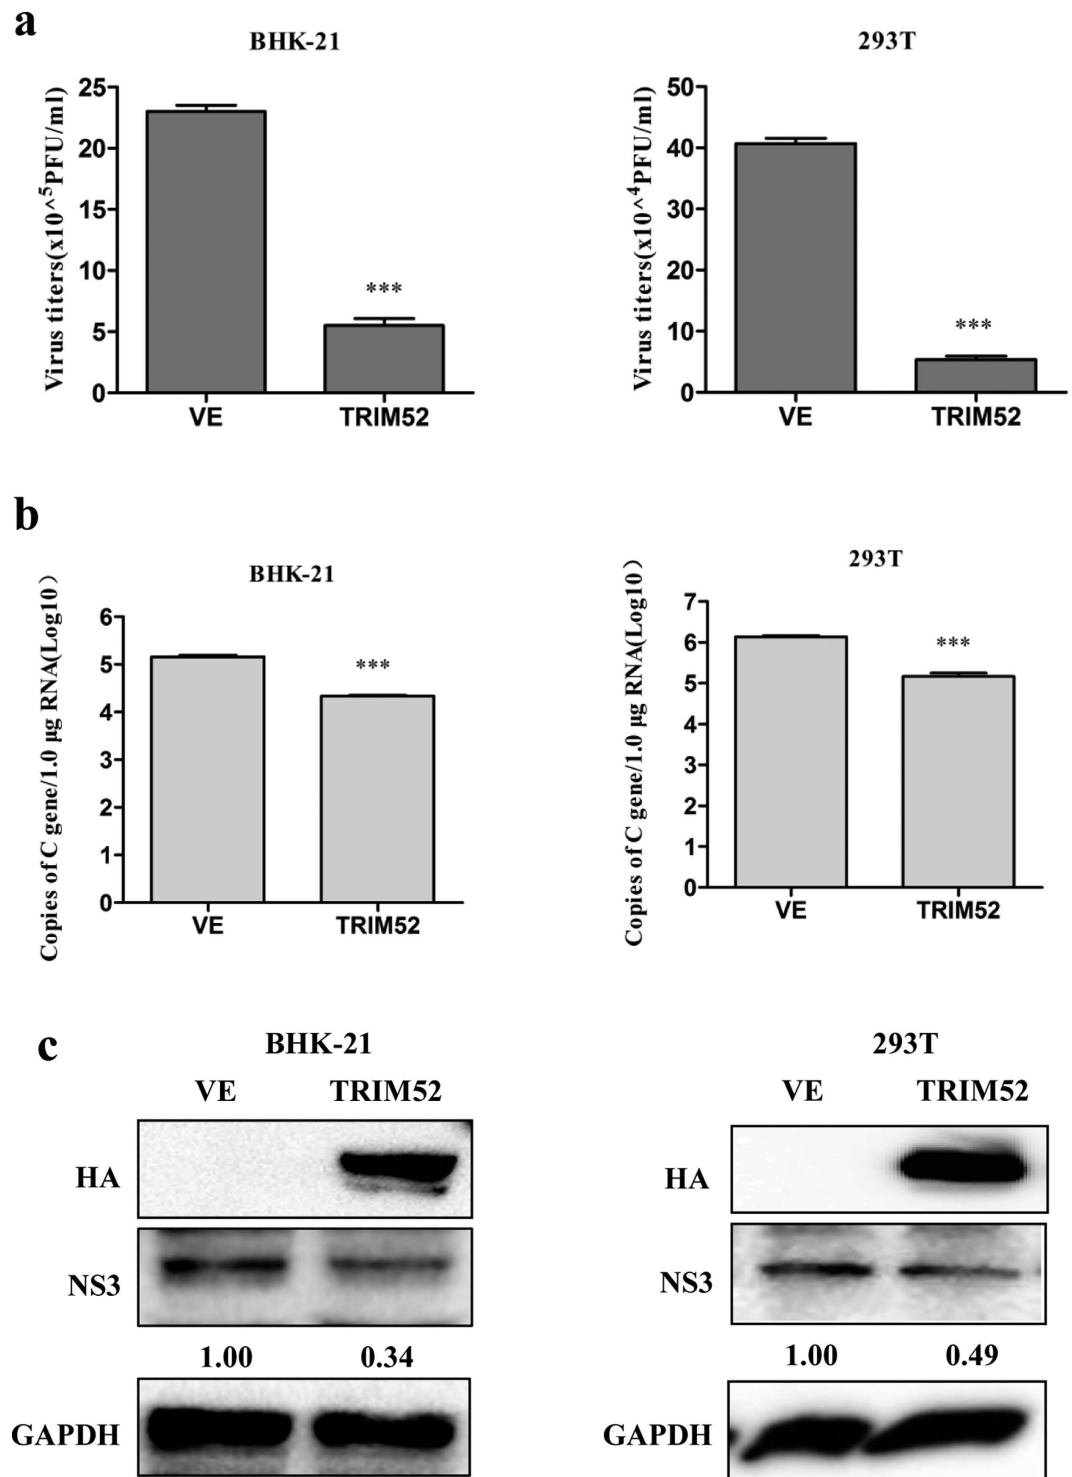 a
BHK-21
293T
Virus titers(x10^5PFU/ml)
25
20
15
10
5
0
***
VE TRIM52
Virus titers(x10^4PFU/ml)
50
40
30
20
10
0
***
VE TRIM52
b
BHK-21
293T
Copies of C gene/1.0 μg RNA(Log10）
6
5
4
3
2
1
0
***
VE TRIM52
Copies of C gene/1.0 μg RNA(Log10）
7
6
5
4
3
2
1
0
***
VE TRIM52
c
BHK-21
VE TRIM52
HA
NS3
1.00 0.34
GAPDH
293T
VE TRIM52
HA
NS3
1.00 0.49
GAPDH